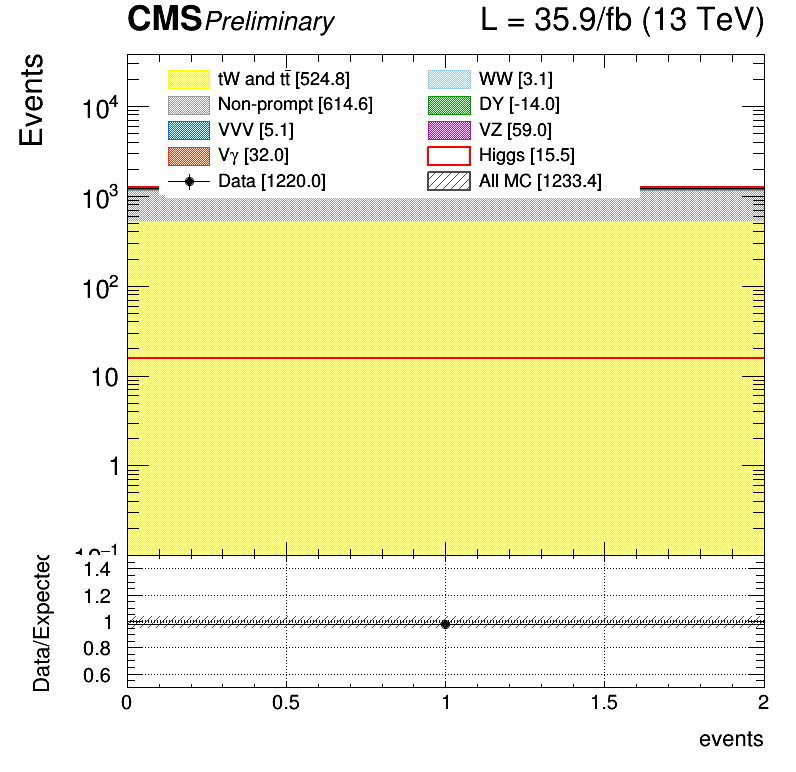 CMS Preliminary L = 35.9/fb (13 TeV)
Events
tW and tt̄ [524.8] WW [3.1]
Non-prompt [614.6] DY [-14.0]
VVV [5.1] VZ [59.0]
Vγ [32.0] Higgs [15.5]
Data [1220.0] All MC [1233.4]
10⁴
10³
10²
10
1
Data/Expected
1.4
1.2
1
0.8
0.6
0 0.5 1 1.5 2
events